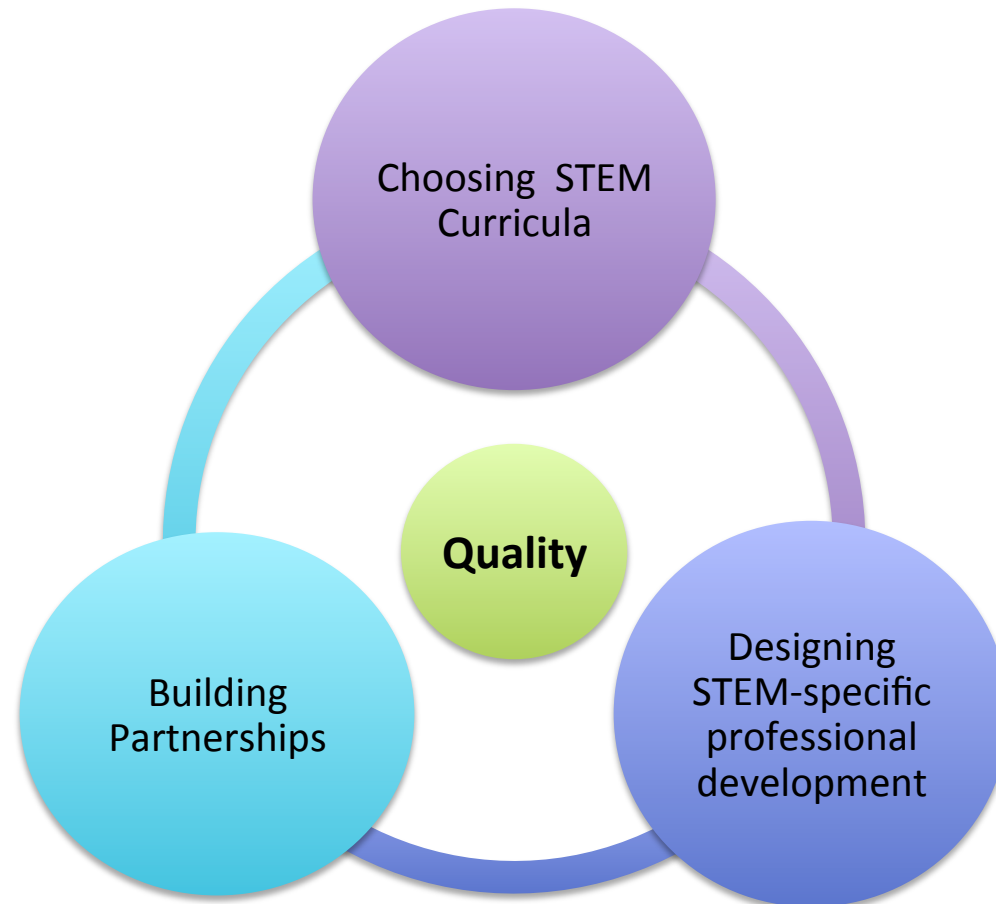 Choosing  STEM
Curricula
Quality
Building
Partnerships
Designing
STEM-specific
professional
development